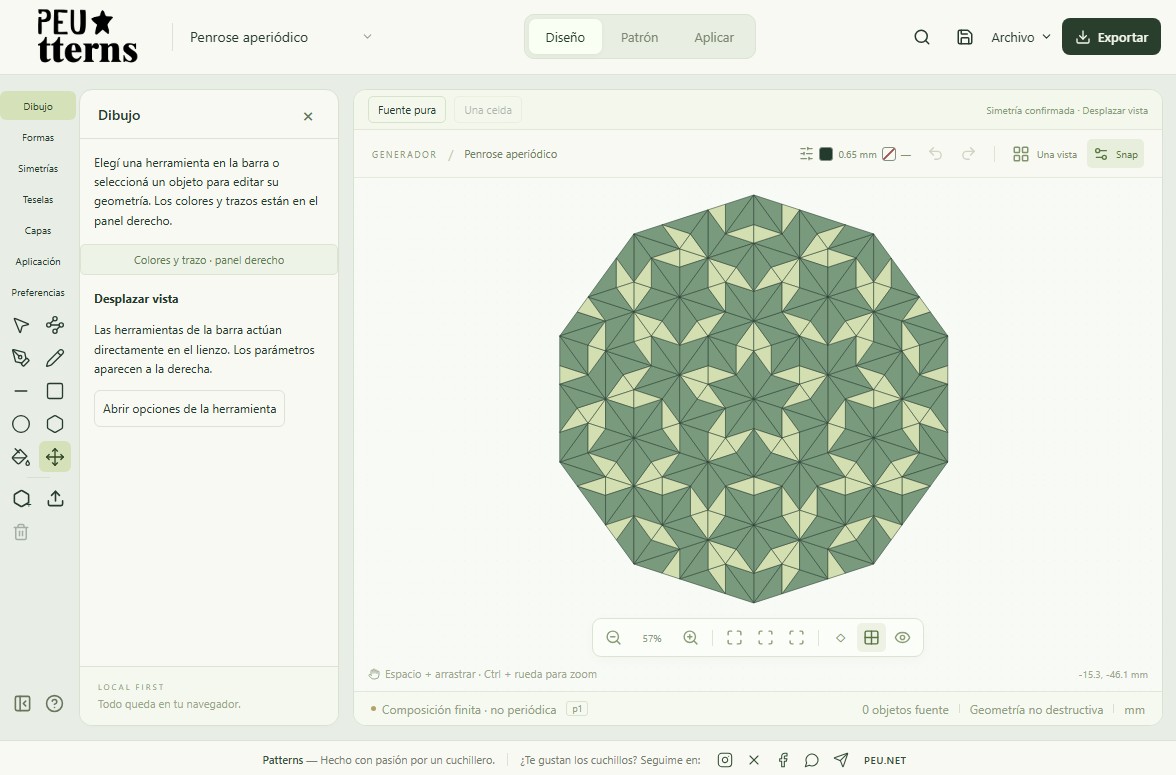 PEU★
tterns
Penrose aperiódico
Diseño
Patrón
Aplicar
Archivo
Exportar
Dibujo
Formas
Simetrías
Teselas
Capas
Aplicación
Preferencias
Dibujo
Elegí una herramienta en la barra o
seleccioná un objeto para editar su
geometría. Los colores y trazos están en el
panel derecho.
Colores y trazo · panel derecho
Desplazar vista
Las herramientas de la barra actúan
directamente en el lienzo. Los parámetros
aparecen a la derecha.
Abrir opciones de la herramienta
LOCAL FIRST
Todo queda en tu navegador.
Fuente pura
Una celda
Simetría confirmada · Desplazar vista
GENERADOR / Penrose aperiódico
0.65 mm
—
Una vista
Snap
57%
Espacio + arrastrar · Ctrl + rueda para zoom
-15.3, -46.1 mm
Composición finita · no periódica
p1
0 objetos fuente
Geometría no destructiva
mm
Patterns — Hecho con pasión por un cuchillero.
¿Te gustan los cuchillos? Seguime en:
PEU.NET